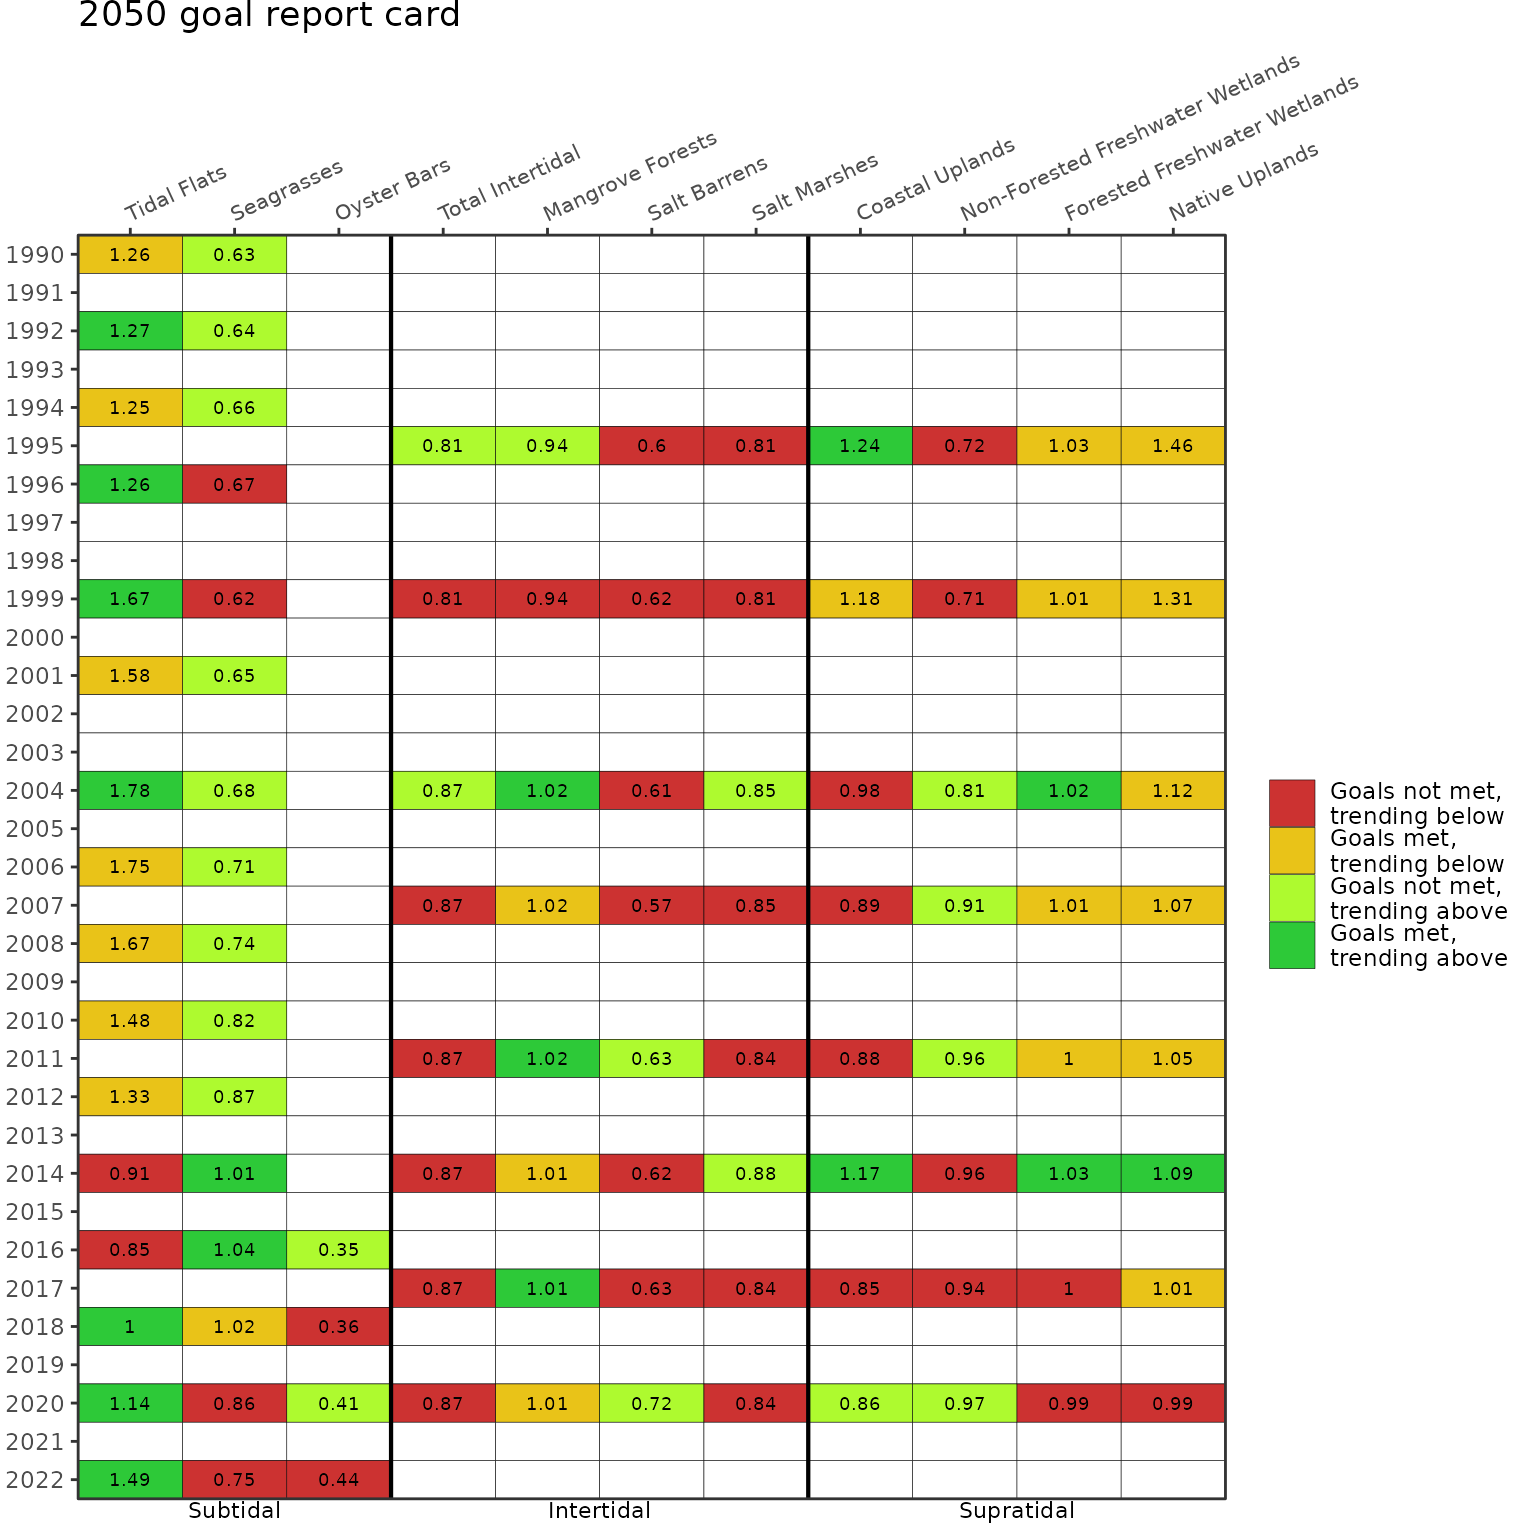 2050 goal report card
Tidal Flats
Seagrasses
Oyster Bars
Total Intertidal
Mangrove Forests
Salt Barrens
Salt Marshes
Coastal Uplands
Non-Forested Freshwater Wetlands
Forested Freshwater Wetlands
Native Uplands
1990 1.26 0.63
1991
1992 1.27 0.64
1993
1994 1.25 0.66
1995 0.81 0.94 0.6 0.81 1.24 0.72 1.03 1.46
1996 1.26 0.67
1997
1998
1999 1.67 0.62 0.81 0.94 0.62 0.81 1.18 0.71 1.01 1.31
2000
2001 1.58 0.65
2002
2003
2004 1.78 0.68 0.87 1.02 0.61 0.85 0.98 0.81 1.02 1.12
2005
2006 1.75 0.71
2007 0.87 1.02 0.57 0.85 0.89 0.91 1.01 1.07
2008 1.67 0.74
2009
2010 1.48 0.82
2011 0.87 1.02 0.63 0.84 0.88 0.96 1 1.05
2012 1.33 0.87
2013
2014 0.91 1.01 0.87 1.01 0.62 0.88 1.17 0.96 1.03 1.09
2015
2016 0.85 1.04 0.35
2017 0.87 1.01 0.63 0.84 0.85 0.94 1 1.01
2018 1 1.02 0.36
2019
2020 1.14 0.86 0.41 0.87 1.01 0.72 0.84 0.86 0.97 0.99 0.99
2021
2022 1.49 0.75 0.44
Subtidal Intertidal Supratidal
Goals not met,
trending below
Goals met,
trending below
Goals not met,
trending above
Goals met,
trending above